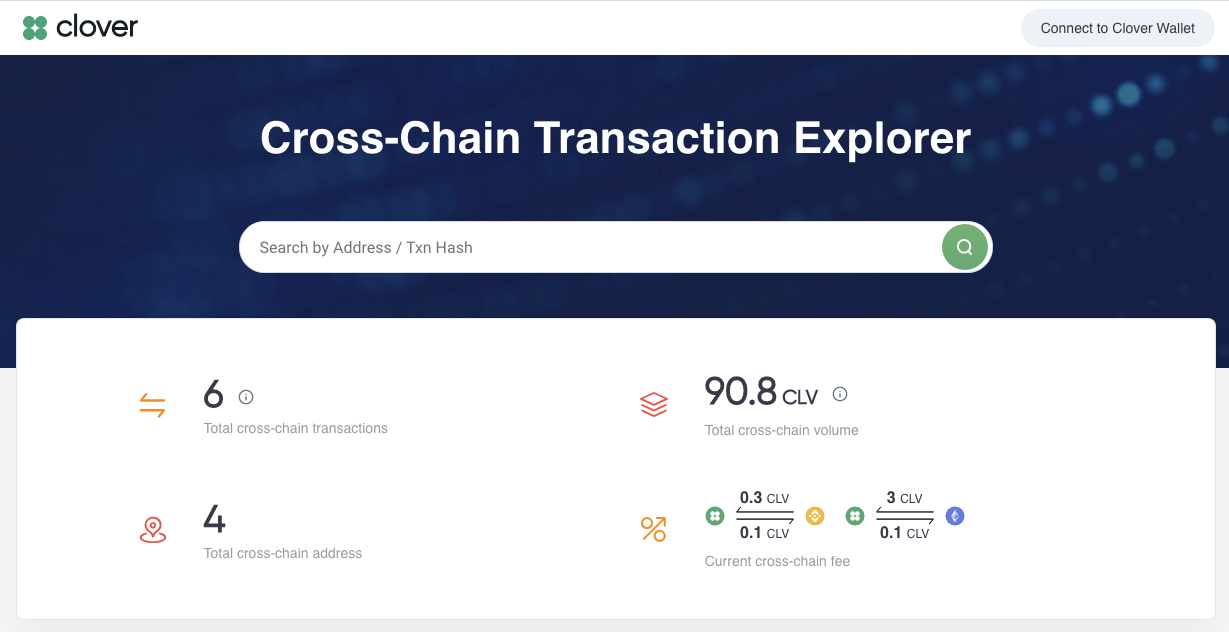 clover
Connect to Clover Wallet
Cross-Chain Transaction Explorer
Search by Address / Txn Hash
6
Total cross-chain transactions
90.8 CLV
Total cross-chain volume
4
Total cross-chain address
0.3 CLV
0.1 CLV
3 CLV
0.1 CLV
Current cross-chain fee